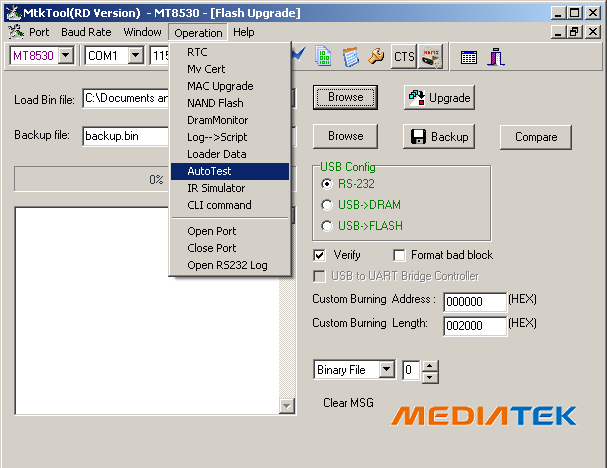 MtkTool(RD Version) - MT8530 - [Flash Upgrade]
Port Baud Rate Window Operation Help
MT8530 COM1 115 CTS
RTC
Mv Cert
MAC Upgrade
NAND Flash
DramMonitor
Log-->Script
Loader Data
AutoTest
IR Simulator
CLI command
Open Port
Close Port
Open RS232 Log
Load Bin file: C:\Documents an Browse Upgrade
Backup file: backup.bin Browse Backup Compare
0%
USB Config
RS-232
USB->DRAM
USB->FLASH
Verify Format bad block
USB to UART Bridge Controller
Custom Burning Address : 000000 (HEX)
Custom Burning Length: 002000 (HEX)
Binary File 0
Clear MSG
MEDIATEK